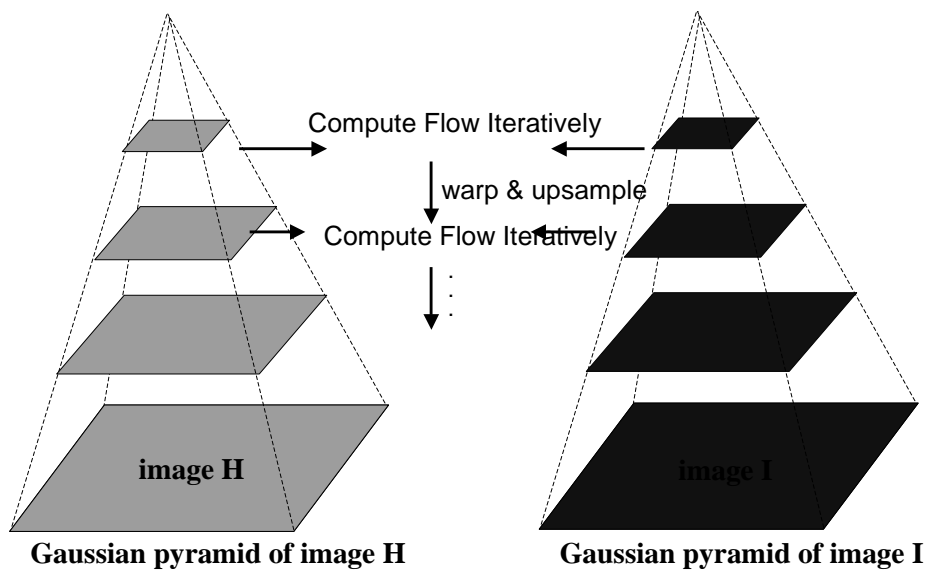 Compute Flow Iteratively
warp & upsample
Compute Flow Iteratively
.
.
.
image H
image I
Gaussian pyramid of image H
Gaussian pyramid of image I